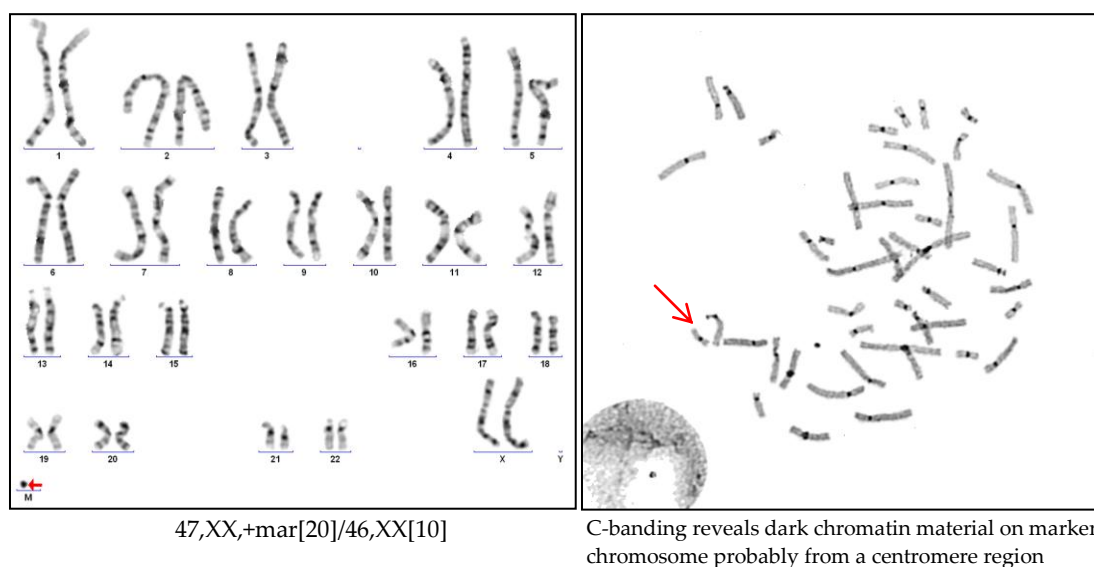 1 2 3 4 5
6 7 8 9 10 11 12
13 14 15 16 17 18
19 20 21 22 X Y
M
47,XX,+mar[20]/46,XX[10]
C-banding reveals dark chromatin material on marker
chromosome probably from a centromere region